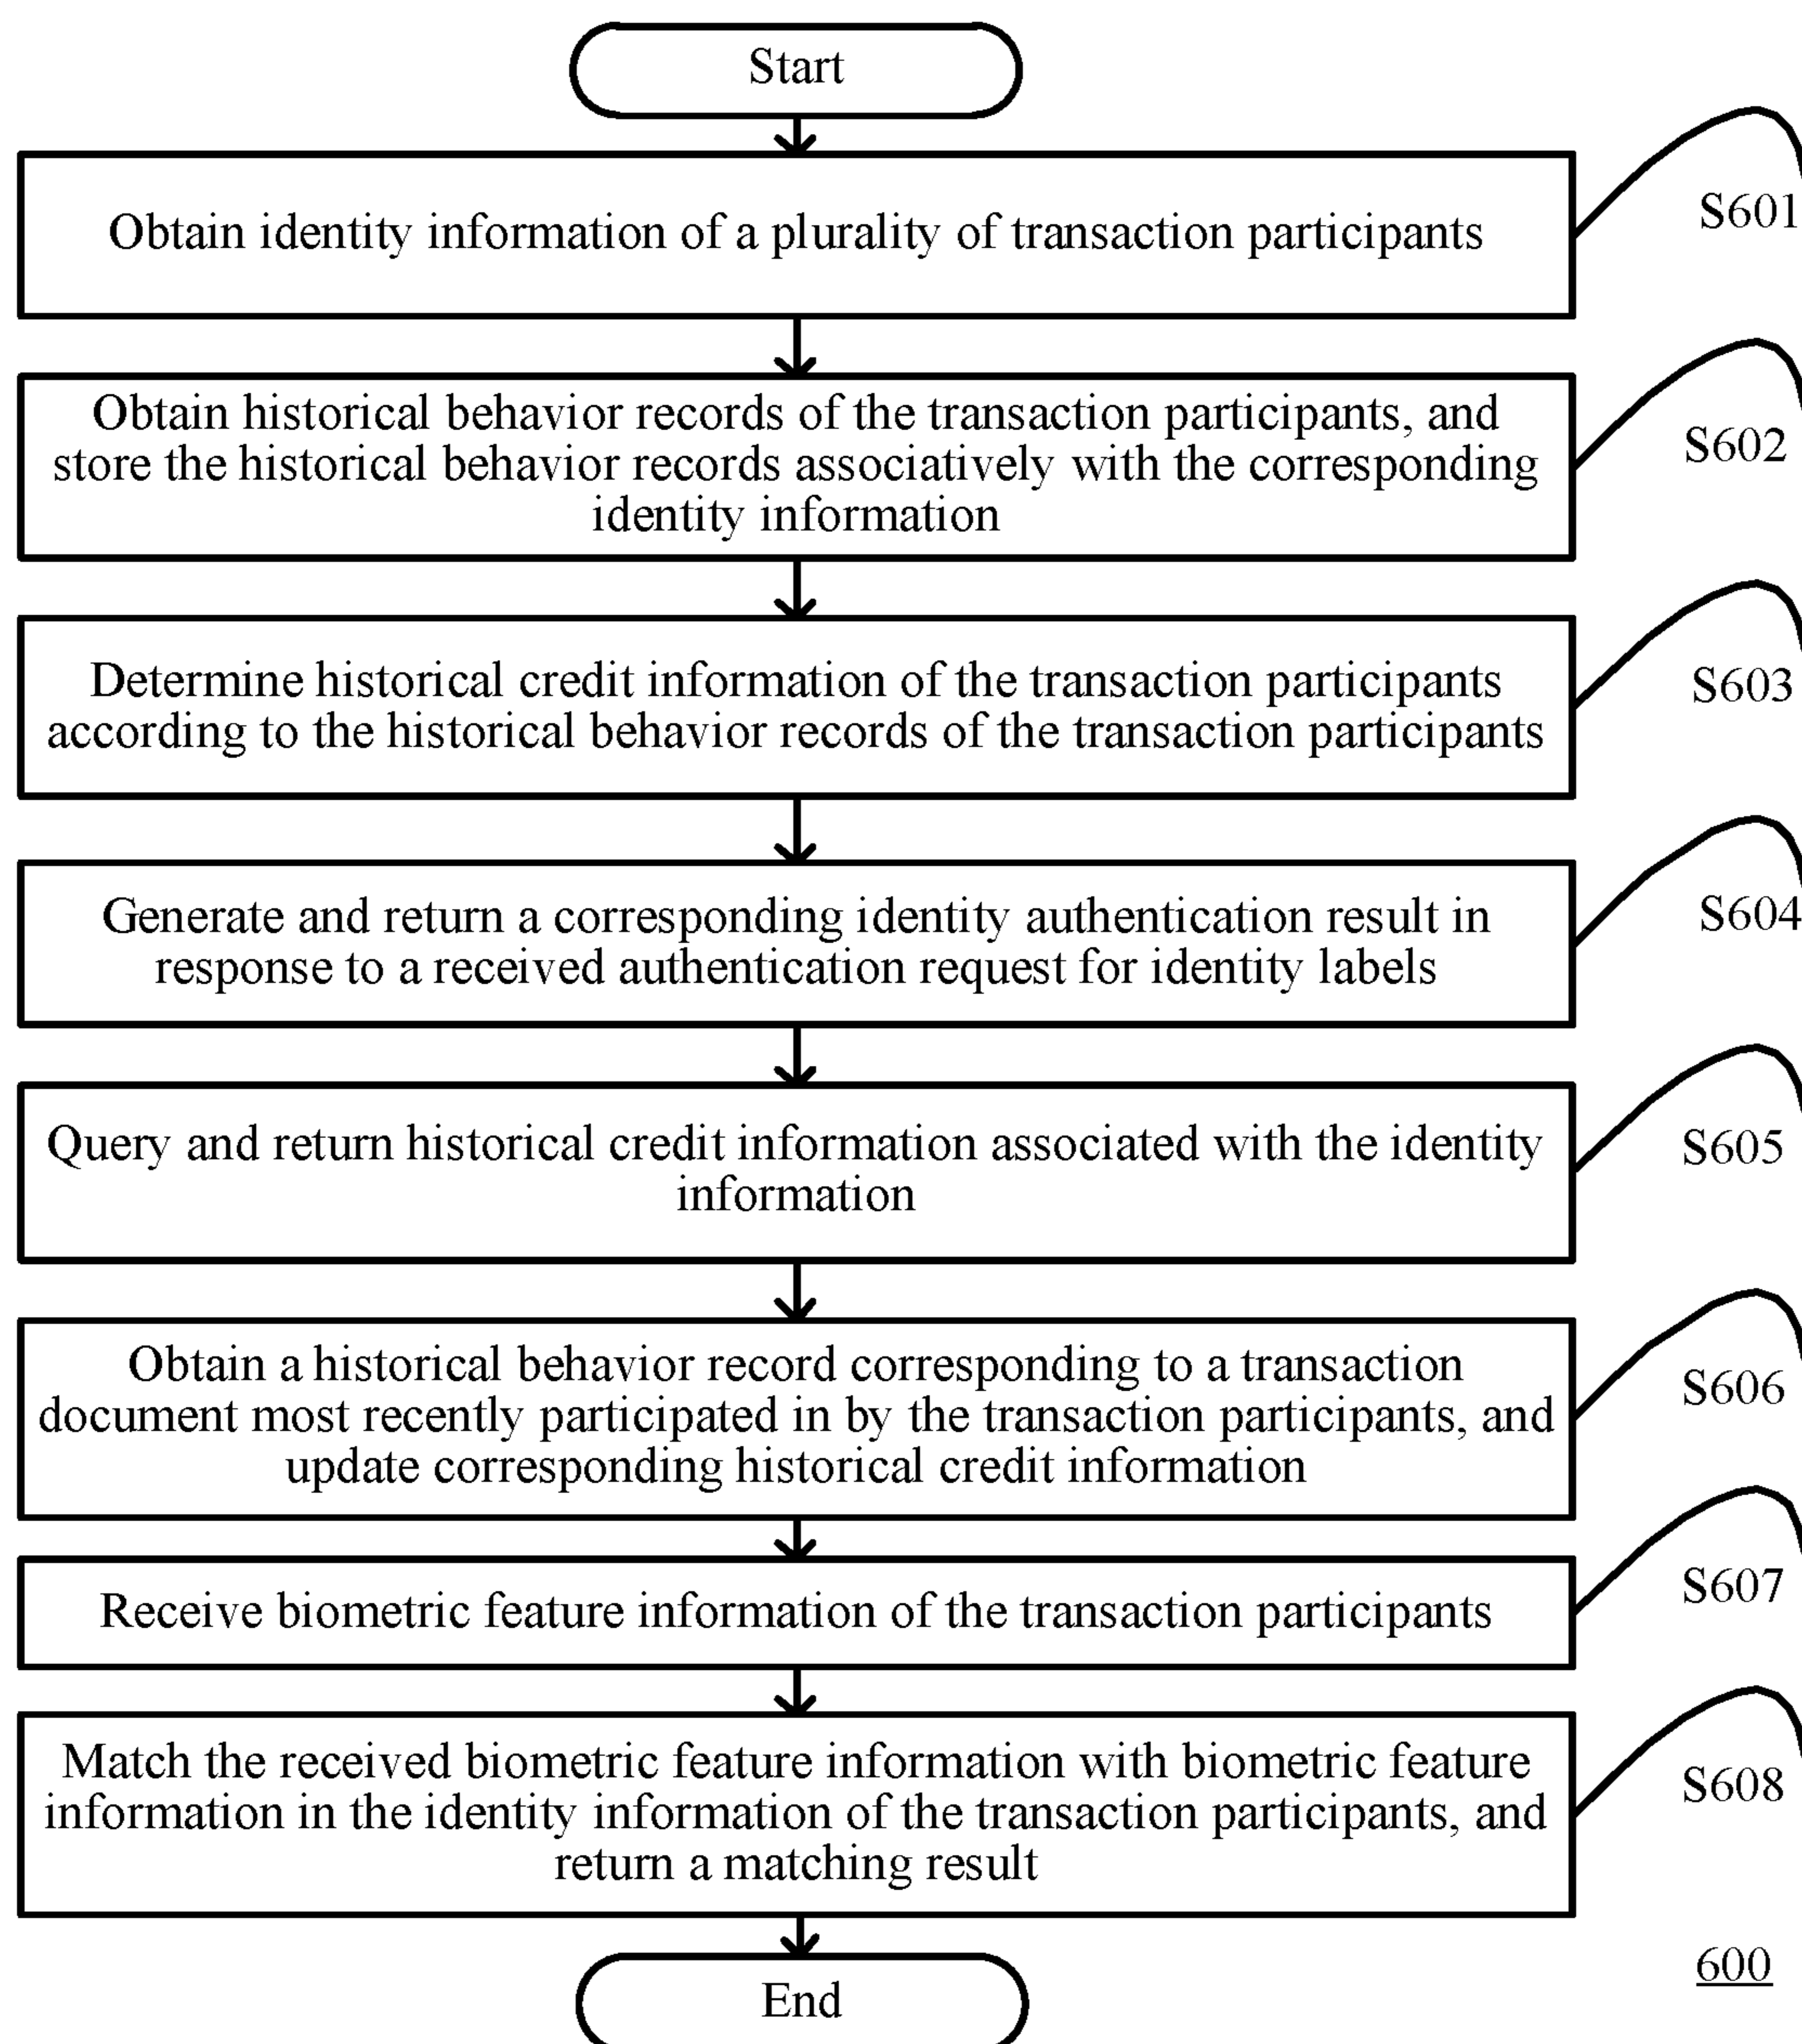 Start
Obtain identity information of a plurality of transaction participants
S601
Obtain historical behavior records of the transaction participants, and
store the historical behavior records associatively with the corresponding
identity information
S602
Determine historical credit information of the transaction participants
according to the historical behavior records of the transaction participants
S603
Generate and return a corresponding identity authentication result in
response to a received authentication request for identity labels
S604
Query and return historical credit information associated with the identity
information
S605
Obtain a historical behavior record corresponding to a transaction
document most recently participated in by the transaction participants, and
update corresponding historical credit information
S606
Receive biometric feature information of the transaction participants
S607
Match the received biometric feature information with biometric feature
information in the identity information of the transaction participants, and
return a matching result
S608
End
600